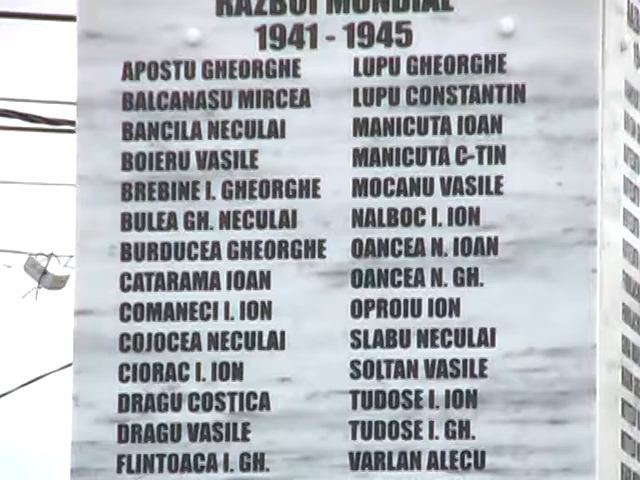 RAZBOI MONDIAL
1941 - 1945
APOSTU GHEORGHE
BALCANASU MIRCEA
BANCILA NECULAI
BOIERU VASILE
BREBINE I. GHEORGHE
BULEA GH. NECULAI
BURDUCEA GHEORGHE
CATARAMA IOAN
COMANECI I. ION
COJOCEA NECULAI
CIORAC I. ION
DRAGU COSTICA
DRAGU VASILE
FLINTOACA I. GH.
LUPU GHEORGHE
LUPU CONSTANTIN
MANICUTA IOAN
MANICUTA C-TIN
MOCANU VASILE
NALBOC I. ION
OANCEA N. IOAN
OANCEA N. GH.
OPROIU ION
SLABU NECULAI
SOLTAN VASILE
TUDOSE I. ION
TUDOSE I. GH.
VARLAN ALECU